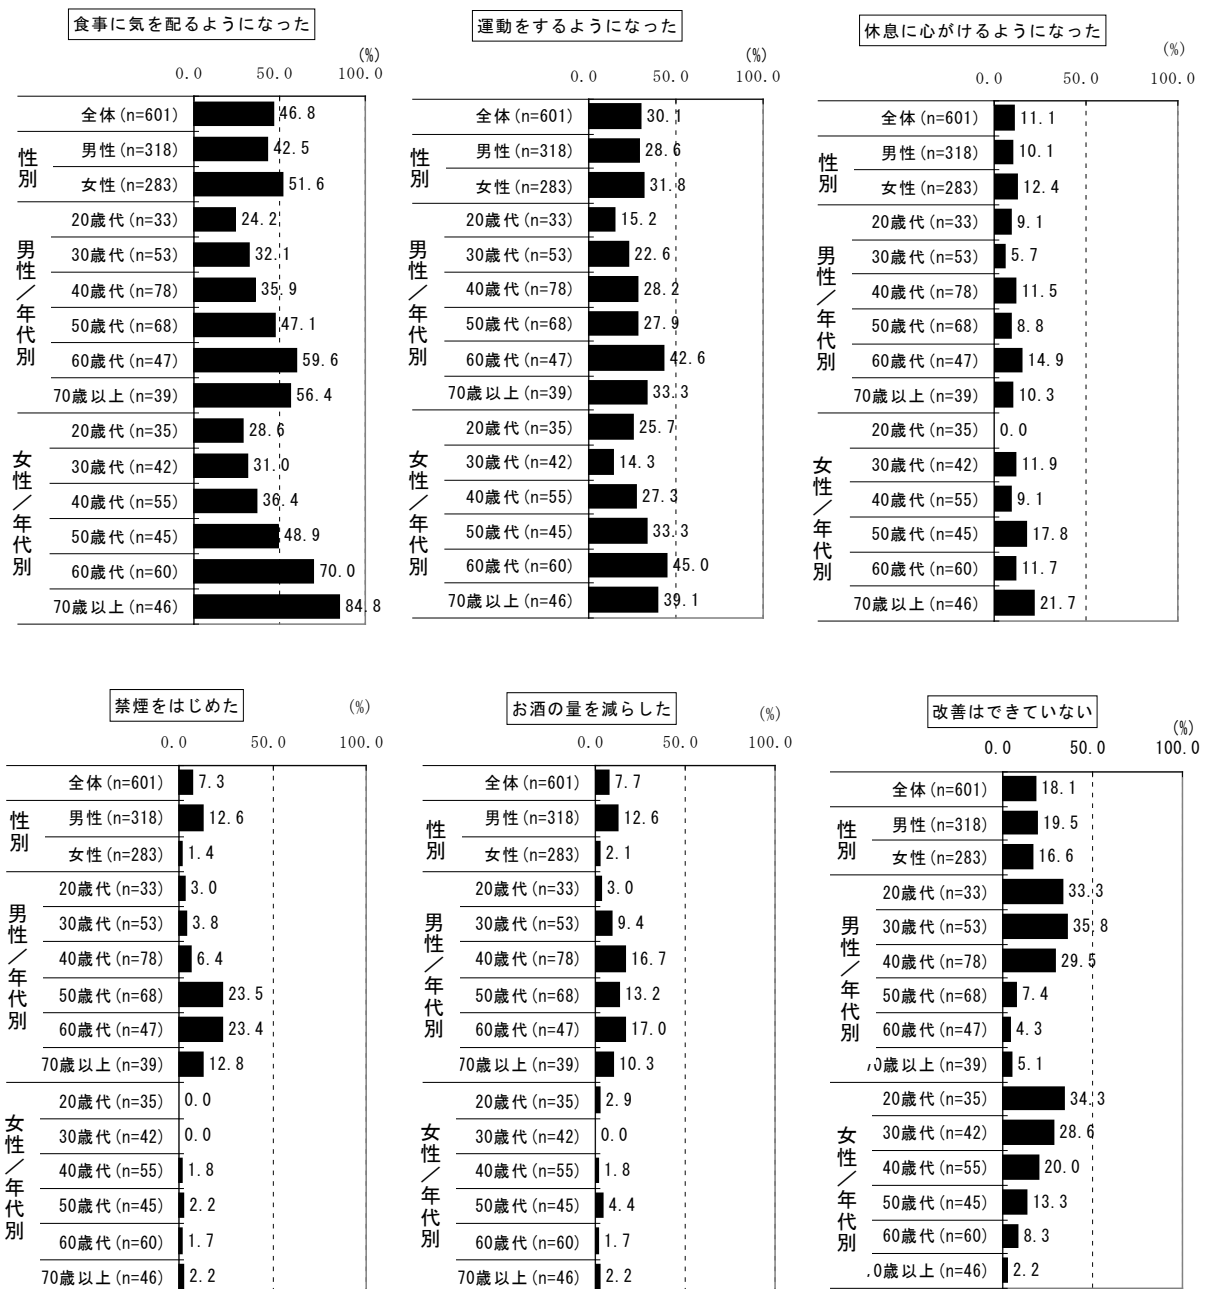 食事に気を配るようになった
(%)
0.0 50.0 100.0
全体(n=601) 46.8
性別
男性(n=318) 42.5
女性(n=283) 51.6
男性／年代別
20歳代(n=33) 24.2
30歳代(n=53) 32.1
40歳代(n=78) 35.9
50歳代(n=68) 47.1
60歳代(n=47) 59.6
70歳以上(n=39) 56.4
女性／年代別
20歳代(n=35) 28.6
30歳代(n=42) 31.0
40歳代(n=55) 36.4
50歳代(n=45) 48.9
60歳代(n=60) 70.0
70歳以上(n=46) 84.8
運動をするようになった
(%)
0.0 50.0 100.0
全体(n=601) 30.1
性別
男性(n=318) 28.6
女性(n=283) 31.8
男性／年代別
20歳代(n=33) 15.2
30歳代(n=53) 22.6
40歳代(n=78) 28.2
50歳代(n=68) 27.9
60歳代(n=47) 42.6
70歳以上(n=39) 33.3
女性／年代別
20歳代(n=35) 25.7
30歳代(n=42) 14.3
40歳代(n=55) 27.3
50歳代(n=45) 33.3
60歳代(n=60) 45.0
70歳以上(n=46) 39.1
休息に心がけるようになった
(%)
0.0 50.0 100.0
全体(n=601) 11.1
性別
男性(n=318) 10.1
女性(n=283) 12.4
男性／年代別
20歳代(n=33) 9.1
30歳代(n=53) 5.7
40歳代(n=78) 11.5
50歳代(n=68) 8.8
60歳代(n=47) 14.9
70歳以上(n=39) 10.3
女性／年代別
20歳代(n=35) 0.0
30歳代(n=42) 11.9
40歳代(n=55) 9.1
50歳代(n=45) 17.8
60歳代(n=60) 11.7
70歳以上(n=46) 21.7
禁煙をはじめた
(%)
0.0 50.0 100.0
全体(n=601) 7.3
性別
男性(n=318) 12.6
女性(n=283) 1.4
男性／年代別
20歳代(n=33) 3.0
30歳代(n=53) 3.8
40歳代(n=78) 6.4
50歳代(n=68) 23.5
60歳代(n=47) 23.4
70歳以上(n=39) 12.8
女性／年代別
20歳代(n=35) 0.0
30歳代(n=42) 0.0
40歳代(n=55) 1.8
50歳代(n=45) 2.2
60歳代(n=60) 1.7
70歳以上(n=46) 2.2
お酒の量を減らした
(%)
0.0 50.0 100.0
全体(n=601) 7.7
性別
男性(n=318) 12.6
女性(n=283) 2.1
男性／年代別
20歳代(n=33) 3.0
30歳代(n=53) 9.4
40歳代(n=78) 16.7
50歳代(n=68) 13.2
60歳代(n=47) 17.0
70歳以上(n=39) 10.3
女性／年代別
20歳代(n=35) 2.9
30歳代(n=42) 0.0
40歳代(n=55) 1.8
50歳代(n=45) 4.4
60歳代(n=60) 1.7
70歳以上(n=46) 2.2
改善はできていない
(%)
0.0 50.0 100.0
全体(n=601) 18.1
性別
男性(n=318) 19.5
女性(n=283) 16.6
男性／年代別
20歳代(n=33) 33.3
30歳代(n=53) 35.8
40歳代(n=78) 29.5
50歳代(n=68) 7.4
60歳代(n=47) 4.3
0歳以上(n=39) 5.1
女性／年代別
20歳代(n=35) 34.3
30歳代(n=42) 28.6
40歳代(n=55) 20.0
50歳代(n=45) 13.3
60歳代(n=60) 8.3
0歳以上(n=46) 2.2